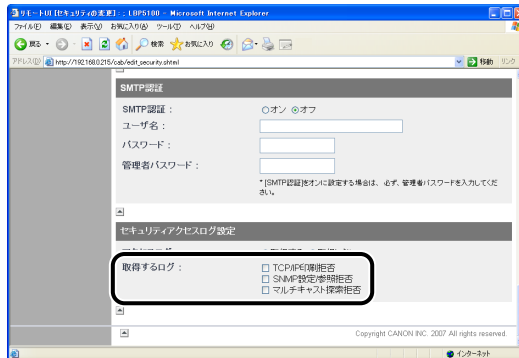 リモートUI [セキュリティの変更] : ; LBP5100 - Microsoft Internet Explorer
ファイル(F) 編集(E) 表示(V) お気に入り(A) ツール(T) ヘルプ(H)
戻る 検索 お気に入り
アドレス(D) http://192.168.0.215/cab/edit_security.shtml 移動 リンク
SMTP認証
SMTP認証: オン オフ
ユーザ名:
パスワード:
管理者パスワード:
* [SMTP認証]をオンに設定する場合は、必ず、管理者パスワードを入力してください。
セキュリティアクセスログ設定
取得するログ: TCP/IP印刷拒否
SNMP設定/参照拒否
マルチキャスト探索拒否
Copyright CANON INC. 2007 All rights reserved.
インターネット